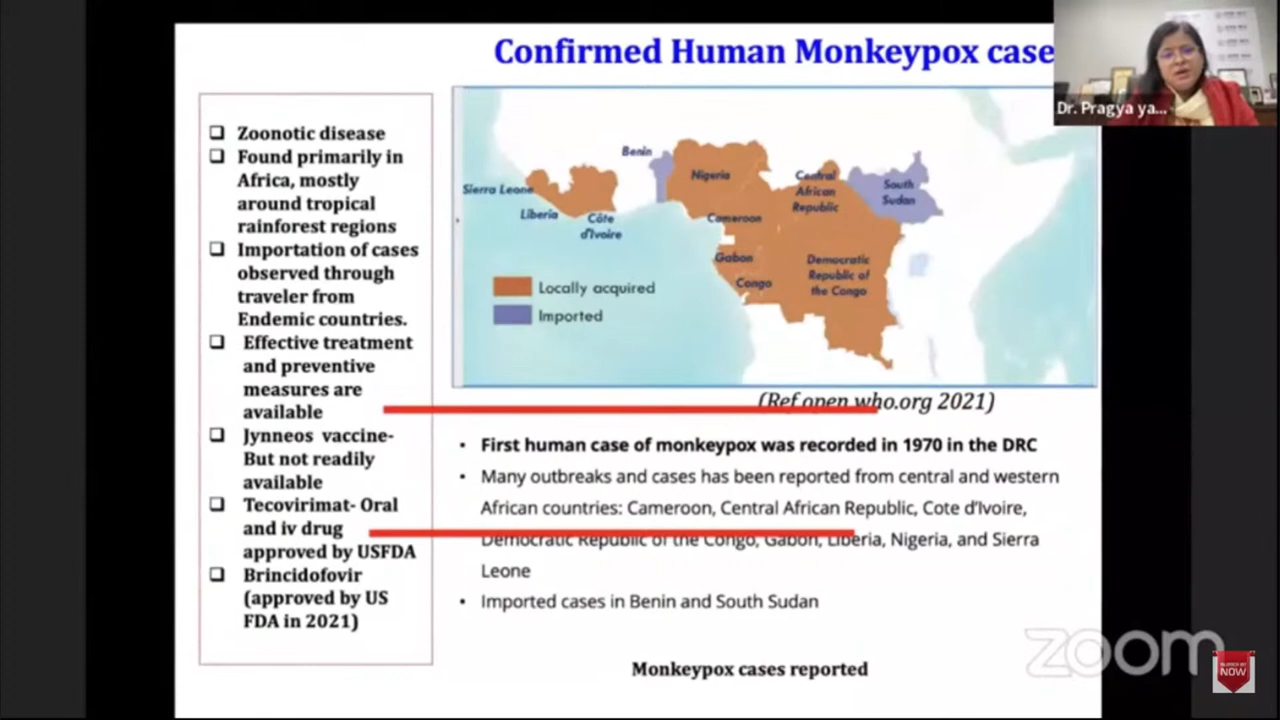 Confirmed Human Monkeypox case
Dr. Pragya ya...
❑ Zoonotic disease
❑ Found primarily in
Africa, mostly
around tropical
rainforest regions
❑ Importation of cases
observed through
traveler from
Endemic countries.
❑ Effective treatment
and preventive
measures are
available
❑ Jynneos vaccine-
But not readily
available
❑ Tecovirimat- Oral
and iv drug
approved by USFDA
❑ Brincidofovir
(approved by US
FDA in 2021)
Sierra Leone
Liberia
Côte
d'Ivoire
Benin
Nigeria
Cameroon
Gabon
Congo
Central
African
Republic
Democratic
Republic of
the Congo
South
Sudan
Locally acquired
Imported
(Ref open who.org 2021)
• First human case of monkeypox was recorded in 1970 in the DRC
• Many outbreaks and cases has been reported from central and western
African countries: Cameroon, Central African Republic, Cote d'Ivoire,
Democratic Republic of the Congo, Gabon, Liberia, Nigeria, and Sierra
Leone
• Imported cases in Benin and South Sudan
Monkeypox cases reported
zoom
NOW